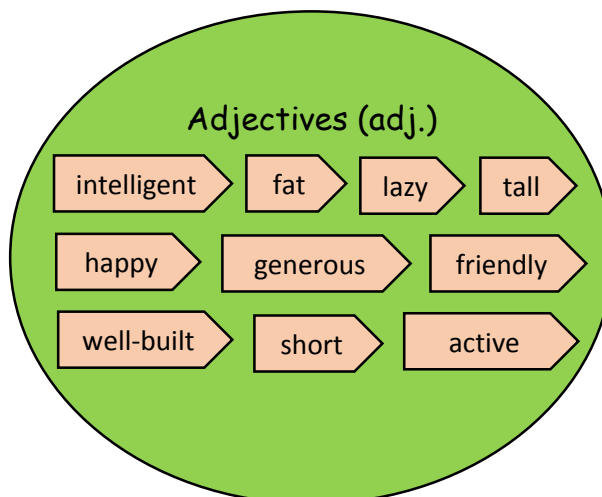 Adjectives (adj.)
intelligent fat lazy tall
happy generous friendly
well-built short active